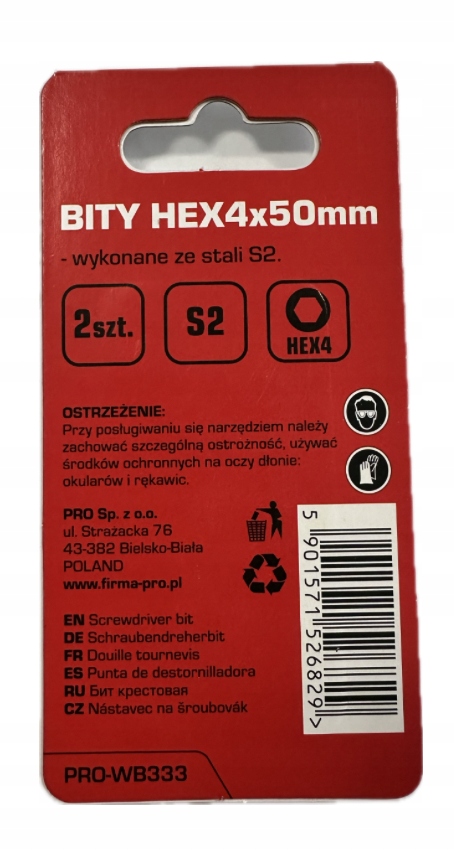 BITY HEX4x50mm
- wykonane ze stali S2.
2szt.
S2
HEX4
OSTRZEŻENIE:
Przy posługiwaniu się narzędziem należy
zachować szczególną ostrożność, używać
środków ochronnych na oczy dłonie:
okularów i rękawic.
PRO Sp. z o.o.
ul. Strażacka 76
43-382 Bielsko-Biała
POLAND
www.firma-pro.pl
EN Screwdriver bit
DE Schraubendreherbit
FR Douille tournevis
ES Punta de destornilladora
RU Бит крестовая
CZ Nástavec na šroubovák
5 901571 526829>
PRO-WB333